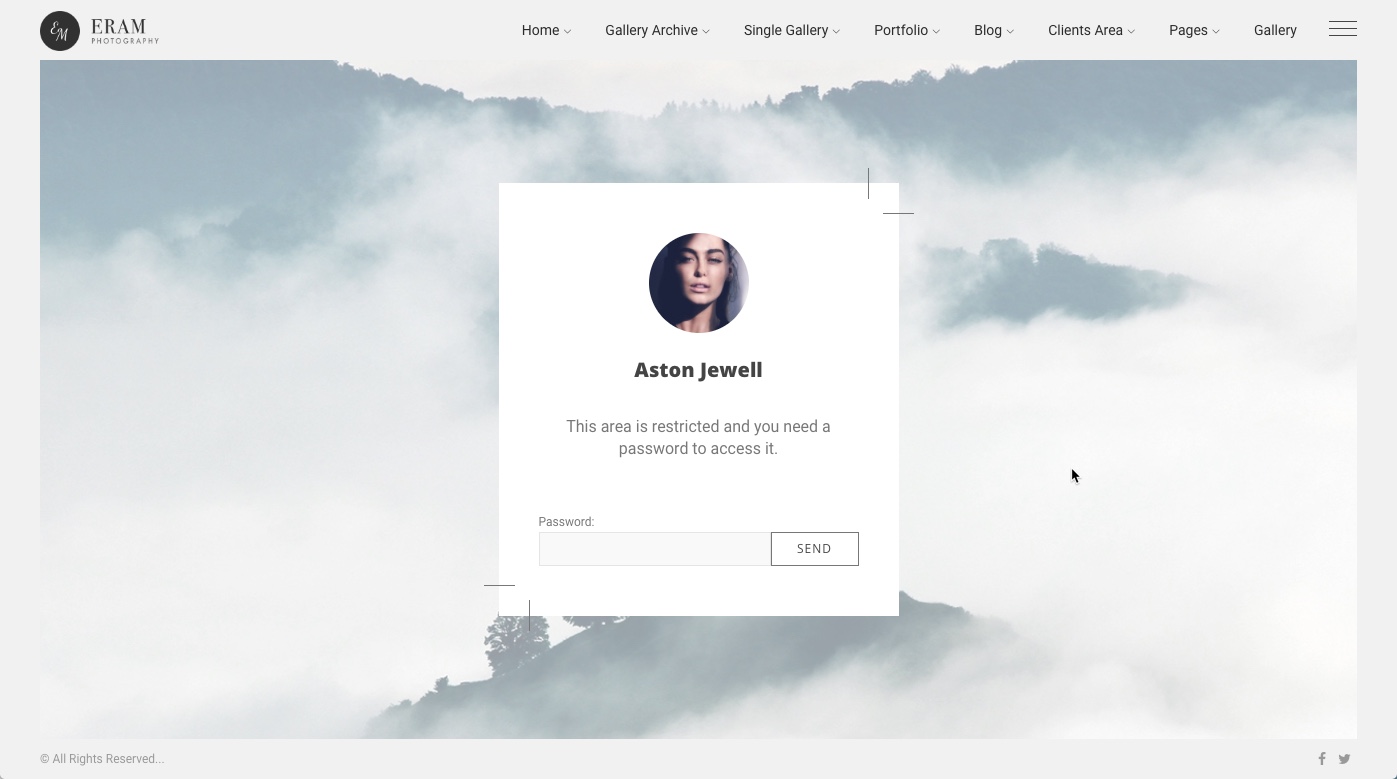 EM
ERAM
PHOTOGRAPHY
Home Gallery Archive Single Gallery Portfolio Blog Clients Area Pages Gallery
Aston Jewell
This area is restricted and you need a
password to access it.
Password:
SEND
© All Rights Reserved...